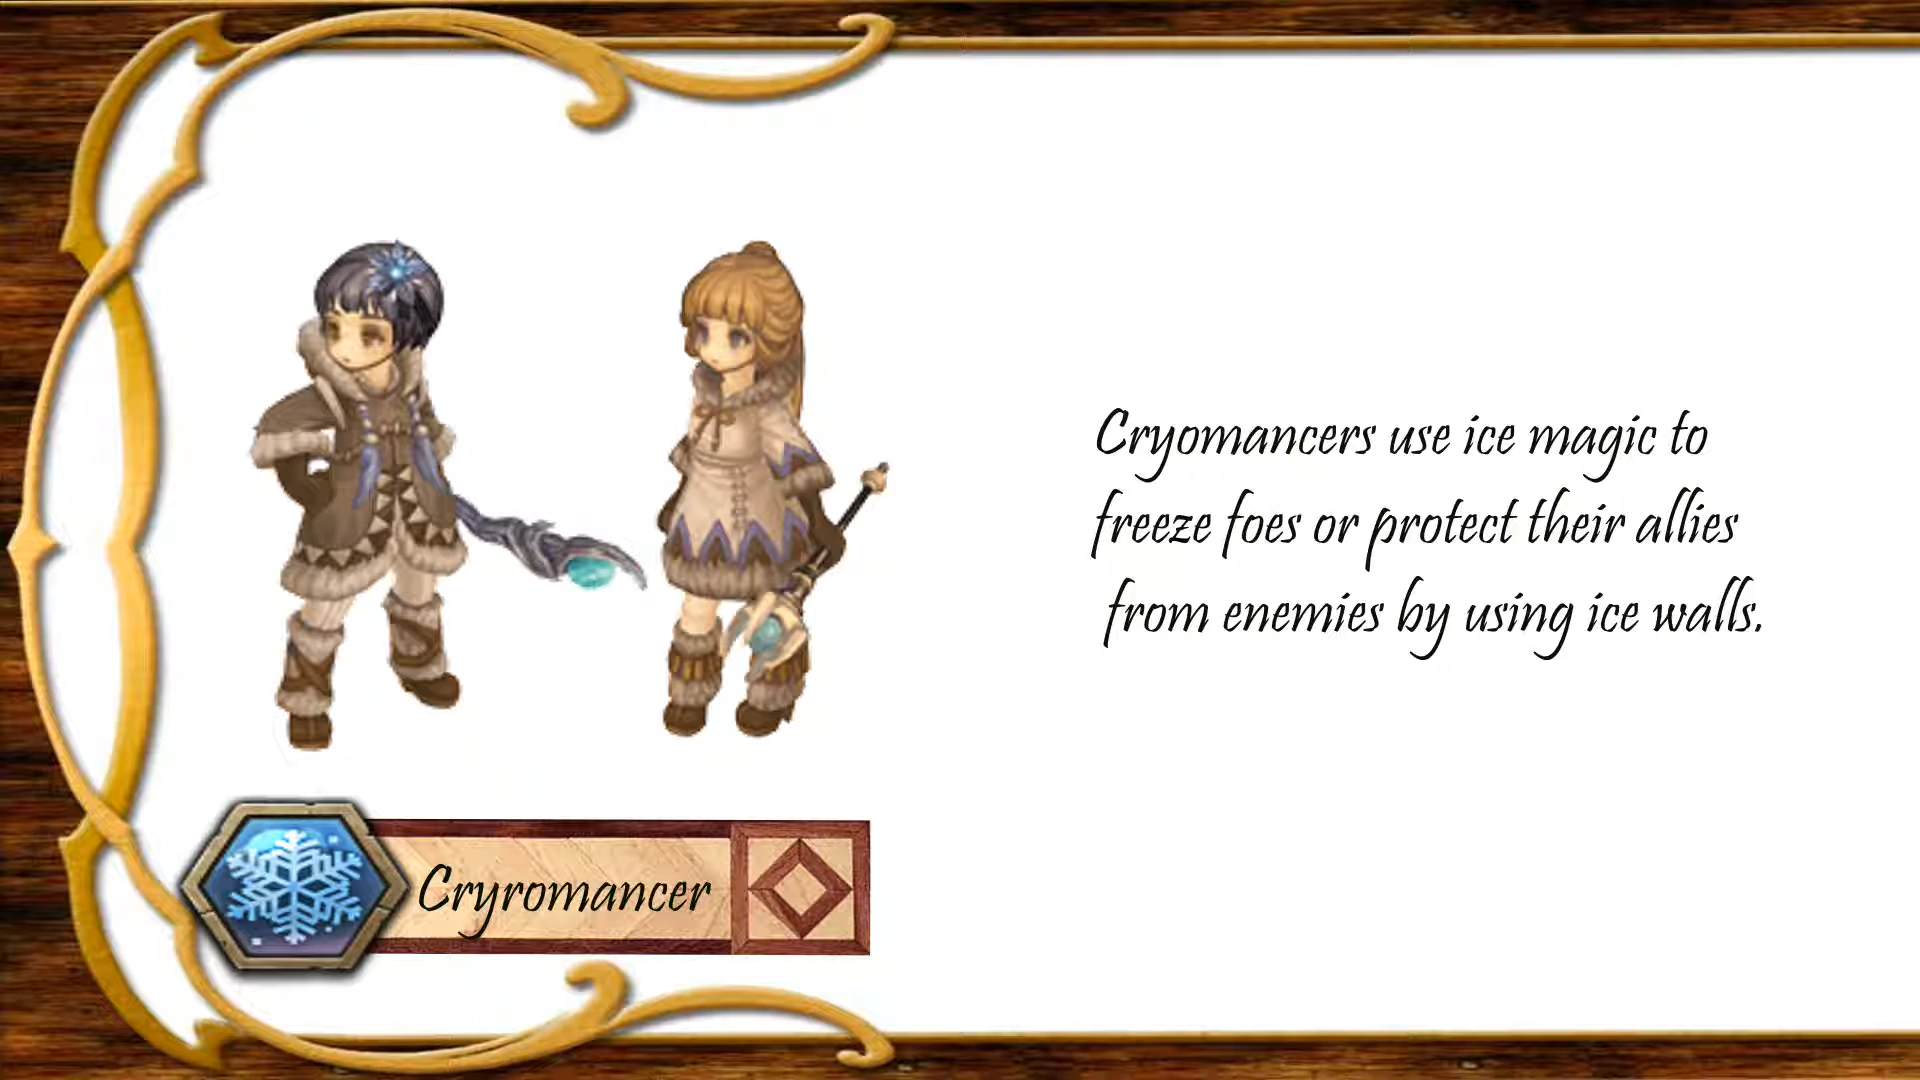 Cryomancers use ice magic to
freeze foes or protect their allies
from enemies by using ice walls.
Cryromancer